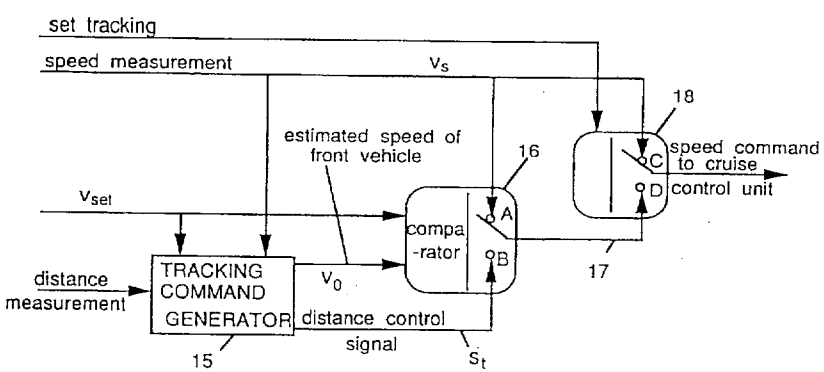 set tracking
speed measurement
vs
18
estimated speed of
front vehicle
16
speed command
to cruise
control unit
C
D
vset
A
compa
-rator
B
17
v0
distance
measurement
TRACKING
COMMAND
GENERATOR
distance control
signal
st
15